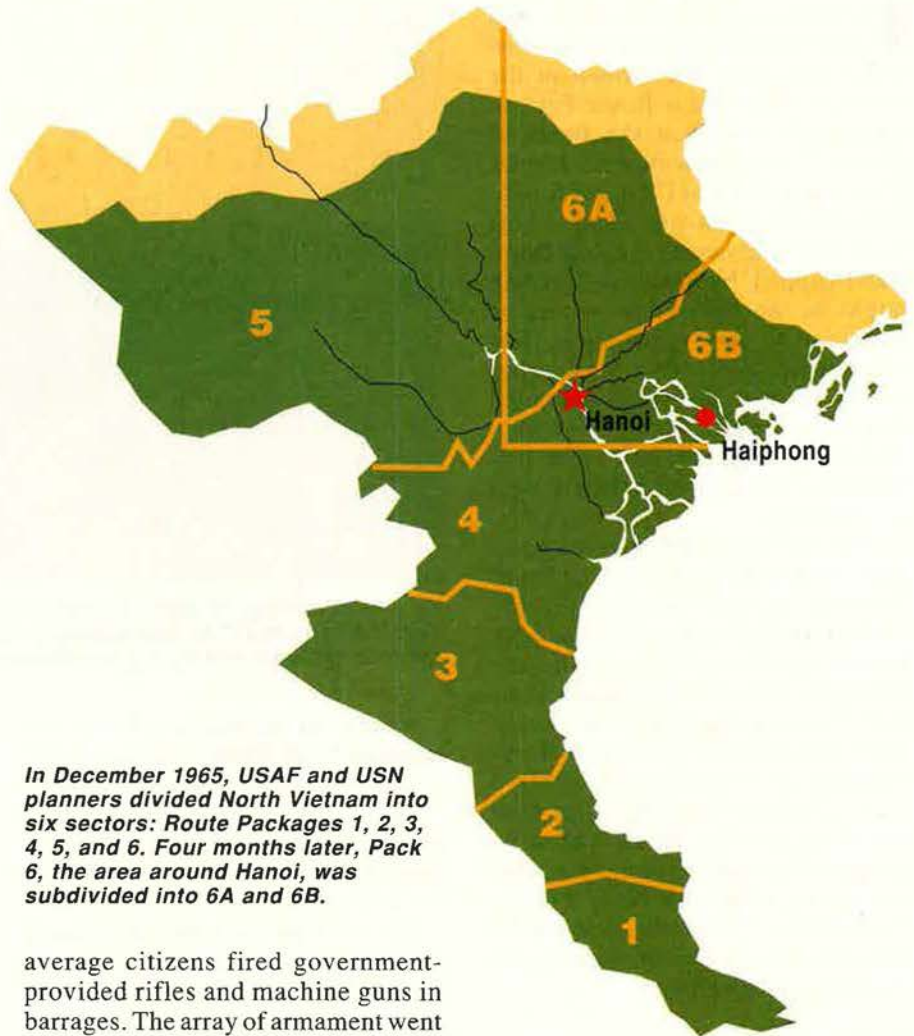 6A
5
6B
Hanoi
Haiphong
4
3
2
1
In December 1965, USAF and USN
planners divided North Vietnam into
six sectors: Route Packages 1, 2, 3,
4, 5, and 6. Four months later, Pack
6, the area around Hanoi, was
subdivided into 6A and 6B.
average citizens fired government-
provided rifles and machine guns in
barrages. The array of armament went